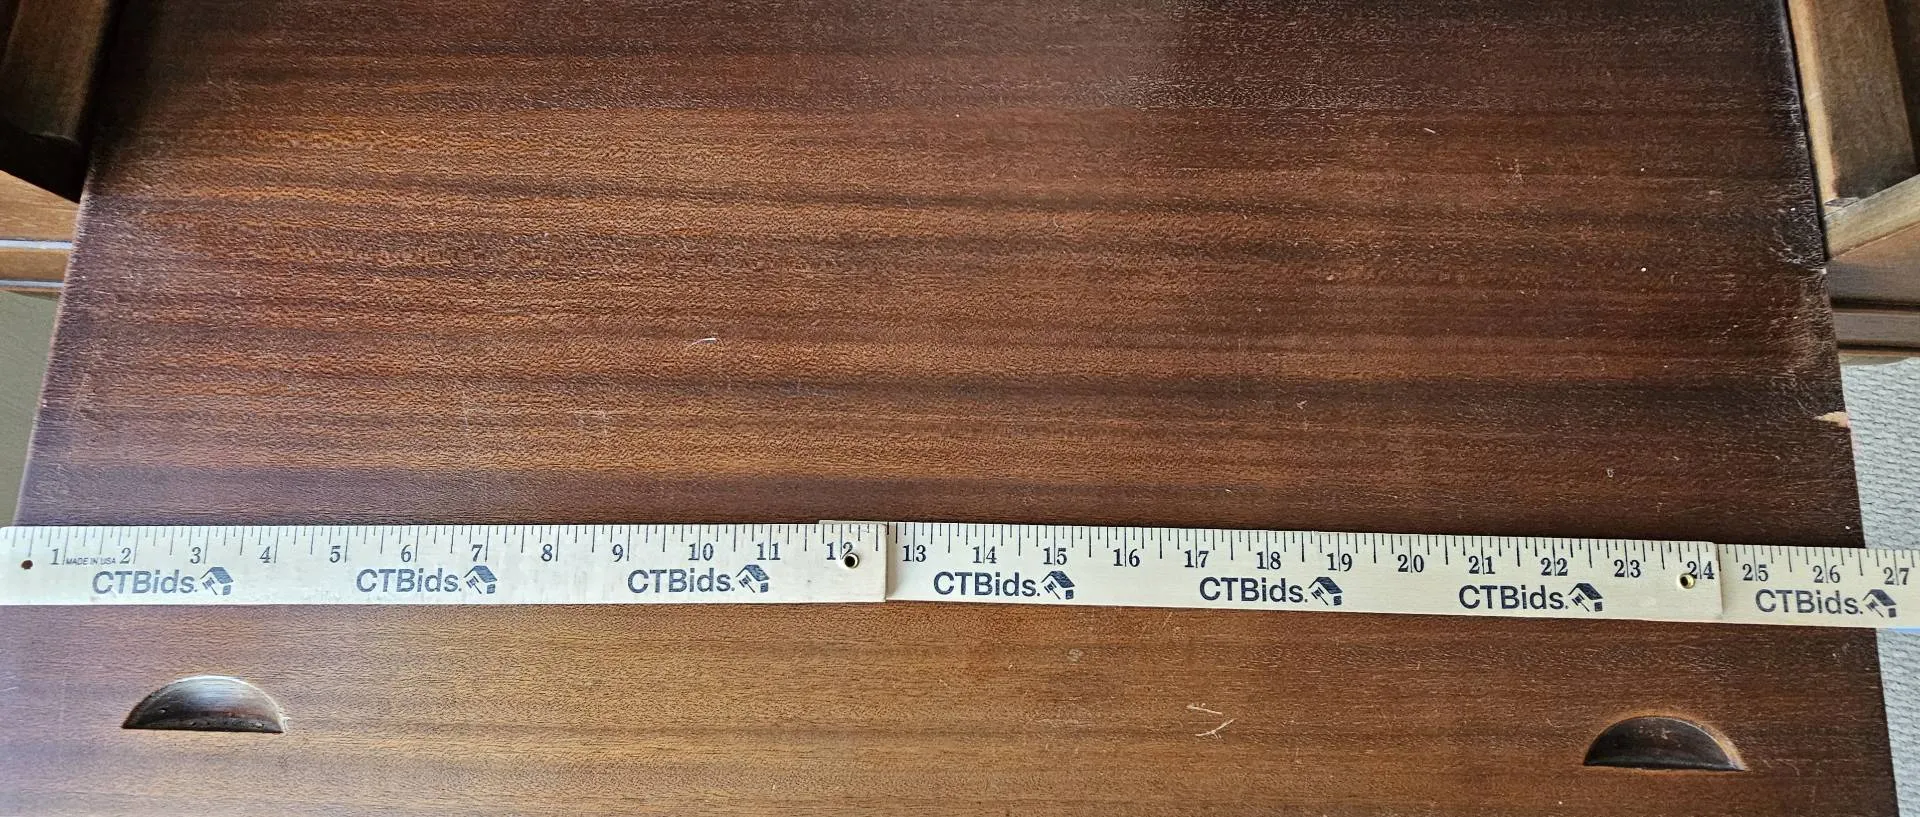 1 MADE IN USA 2 3 4 5 6 7 8 9 10 11 12 13 14 15 16 17 18 19 20 21 22 23 24 25 26 27
CTBids. CTBids. CTBids. CTBids. CTBids. CTBids. CTBids.